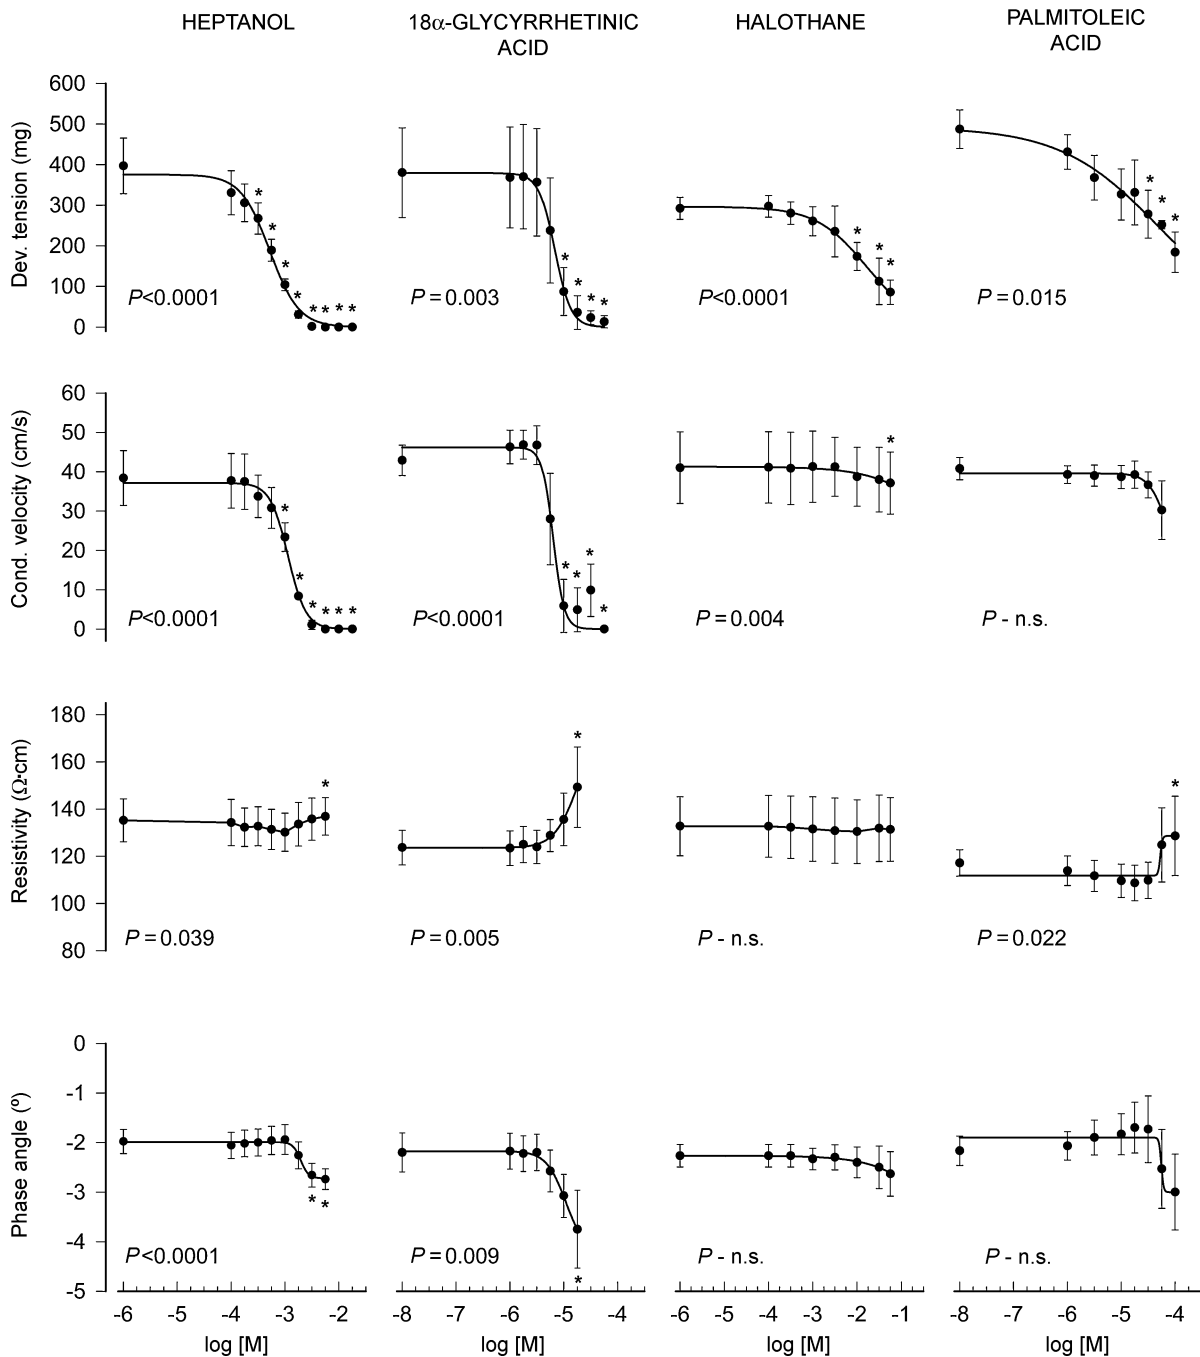 HEPTANOL
18α-GLYCYRRHETINIC
ACID
HALOTHANE
PALMITOLEIC
ACID
Dev. tension (mg)
600
500
400
300
200
100
0
* * * * * * * *
P<0.0001
* * * *
P = 0.003
* * *
P<0.0001
* * *
P = 0.015
Cond. velocity (cm/s)
60
50
40
30
20
10
0
* * * * * *
P<0.0001
* * * *
P<0.0001
*
P = 0.004
P - n.s.
Resistivity (Ω·cm)
180
160
140
120
100
80
*
P = 0.039
*
P = 0.005
P - n.s.
*
P = 0.022
Phase angle (º)
0
-1
-2
-3
-4
-5
* *
P<0.0001
*
P = 0.009
P - n.s.
P - n.s.
-6 -4 -3 -2
-8 -6 -5 -4
-6 -4 -3 -2 -1
-8 -7 -6 -5 -4
log [M]
log [M]
log [M]
log [M]